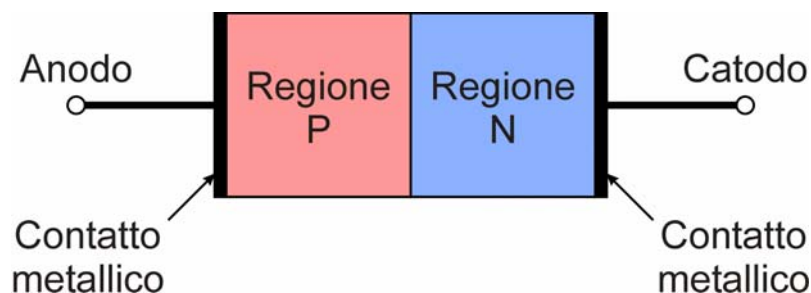 Anodo
Regione
P
Regione
N
Catodo
Contatto
metallico
Contatto
metallico